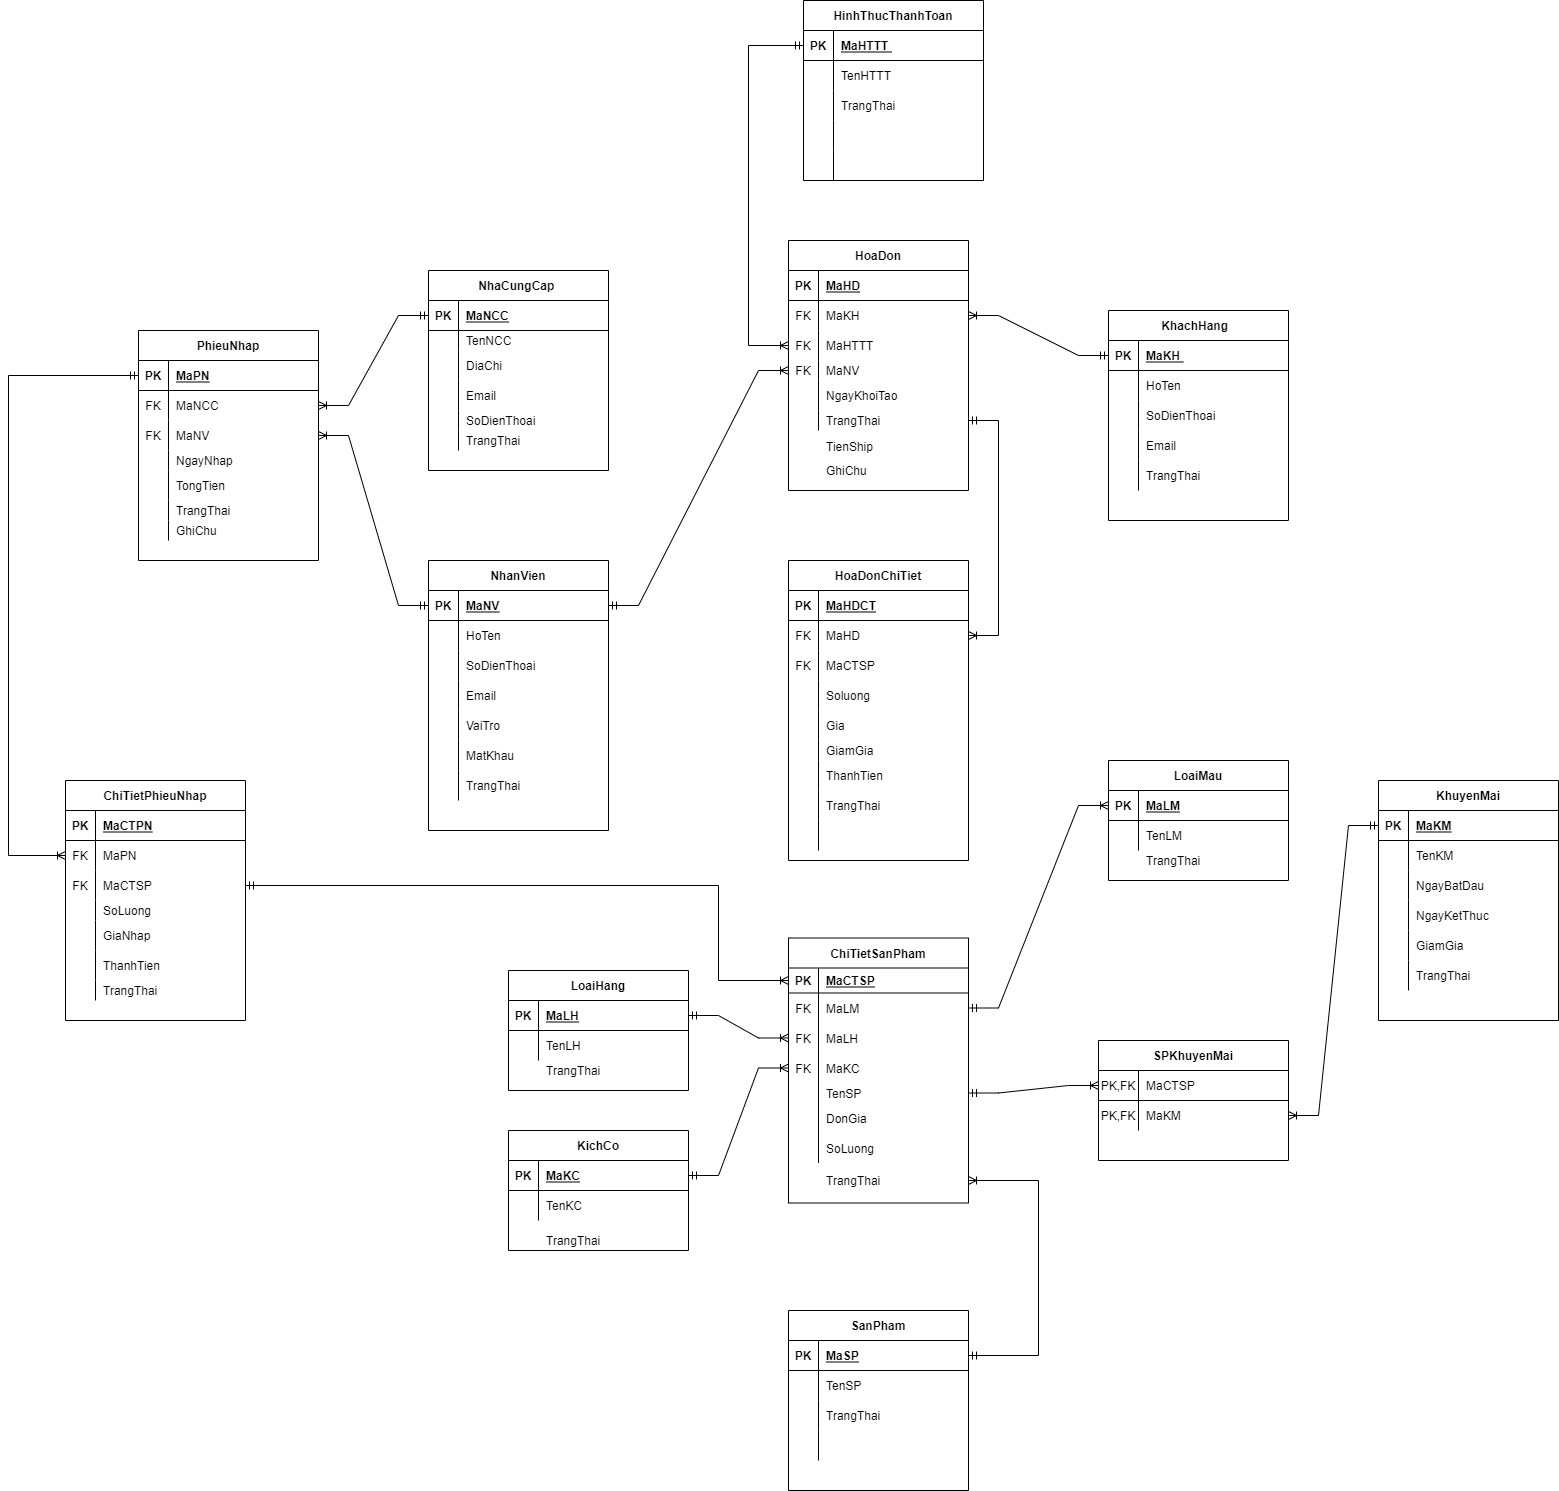 HinhThucThanhToan
PK MaHTTT
TenHTTT
TrangThai
HoaDon
PK MaHD
FK MaKH
FK MaHTTT
FK MaNV
NgayKhoiTao
TrangThai
TienShip
GhiChu
NhaCungCap
PK MaNCC
TenNCC
DiaChi
Email
SoDienThoai
TrangThai
KhachHang
PK MaKH
HoTen
SoDienThoai
Email
TrangThai
PhieuNhap
PK MaPN
FK MaNCC
FK MaNV
NgayNhap
TongTien
TrangThai
GhiChu
NhanVien
PK MaNV
HoTen
SoDienThoai
Email
VaiTro
MatKhau
TrangThai
HoaDonChiTiet
PK MaHDCT
FK MaHD
FK MaCTSP
Soluong
Gia
GiamGia
ThanhTien
TrangThai
LoaiMau
PK MaLM
TenLM
TrangThai
KhuyenMai
PK MaKM
TenKM
NgayBatDau
NgayKetThuc
GiamGia
TrangThai
ChiTietPhieuNhap
PK MaCTPN
FK MaPN
FK MaCTSP
SoLuong
GiaNhap
ThanhTien
TrangThai
ChiTietSanPham
PK MaCTSP
FK MaLM
FK MaLH
FK MaKC
TenSP
DonGia
SoLuong
TrangThai
LoaiHang
PK MaLH
TenLH
TrangThai
SPKhuyenMai
PK,FK MaCTSP
PK,FK MaKM
KichCo
PK MaKC
TenKC
TrangThai
SanPham
PK MaSP
TenSP
TrangThai